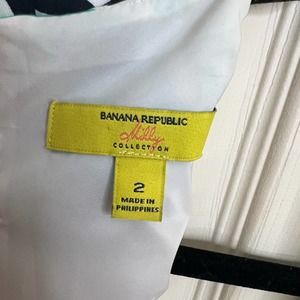 BANANA REPUBLIC
Milly
COLLECTION
2
MADE IN
PHILIPPINES